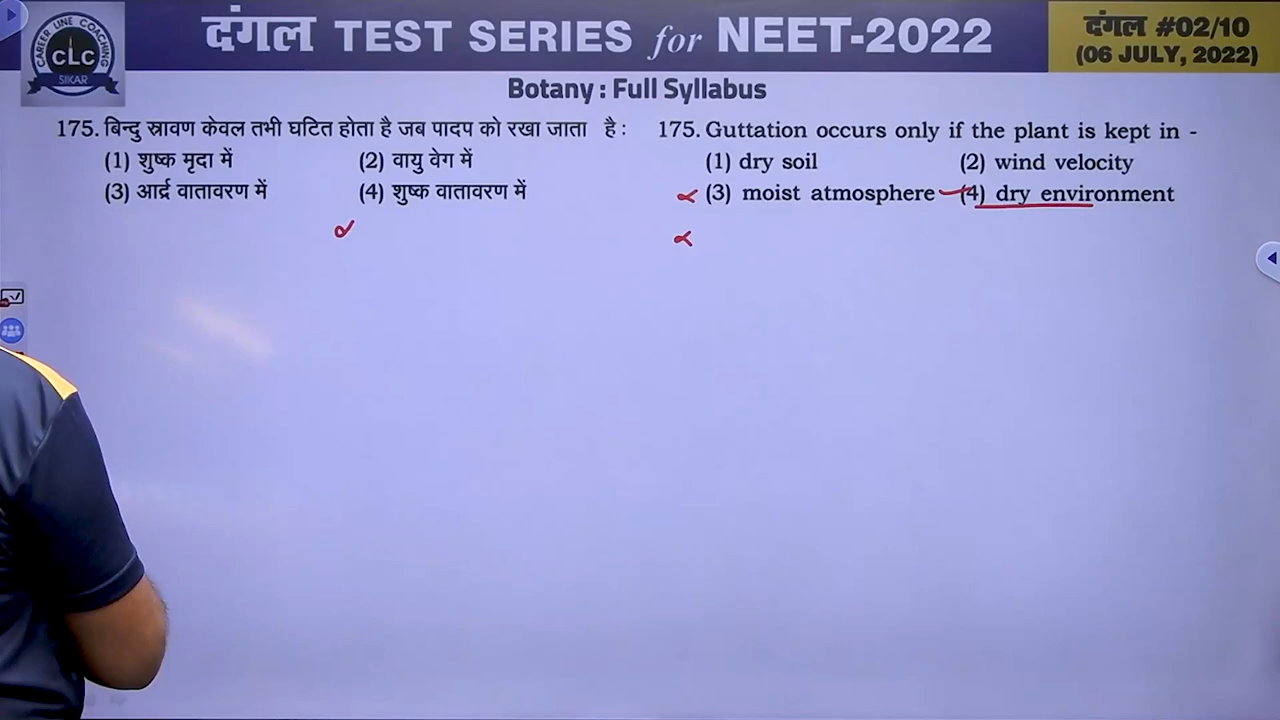 दंगल TEST SERIES for NEET-2022
दंगल #02/10
(06 JULY, 2022)
CAREER LINE COACHING
CLC
SIKAR
Botany : Full Syllabus
175. बिन्दु स्रावण केवल तभी घटित होता है जब पादप को रखा जाता है :
(1) शुष्क मृदा में (2) वायु वेग में
(3) आर्द्र वातावरण में (4) शुष्क वातावरण में
175. Guttation occurs only if the plant is kept in -
(1) dry soil (2) wind velocity
(3) moist atmosphere (4) dry environment